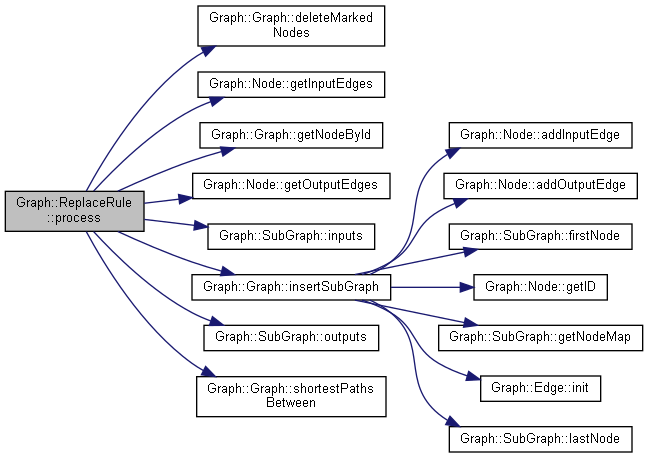 Graph::ReplaceRule
::process
Graph::Graph::deleteMarked
Nodes
Graph::Node::getInputEdges
Graph::Graph::getNodeById
Graph::Node::getOutputEdges
Graph::SubGraph::inputs
Graph::Graph::insertSubGraph
Graph::SubGraph::outputs
Graph::Graph::shortestPaths
Between
Graph::Node::addInputEdge
Graph::Node::addOutputEdge
Graph::SubGraph::firstNode
Graph::Node::getID
Graph::SubGraph::getNodeMap
Graph::Edge::init
Graph::SubGraph::lastNode